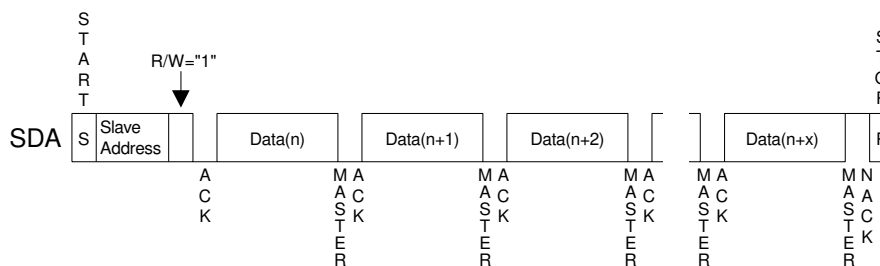 START
R/W="1"
SDA
S
Slave
Address
Data(n)
Data(n+1)
Data(n+2)
Data(n+x)
ACK
MASTER
ACK
MASTER
ACK
MASTER
ACK
MASTER
ACK
MASTER
NACK